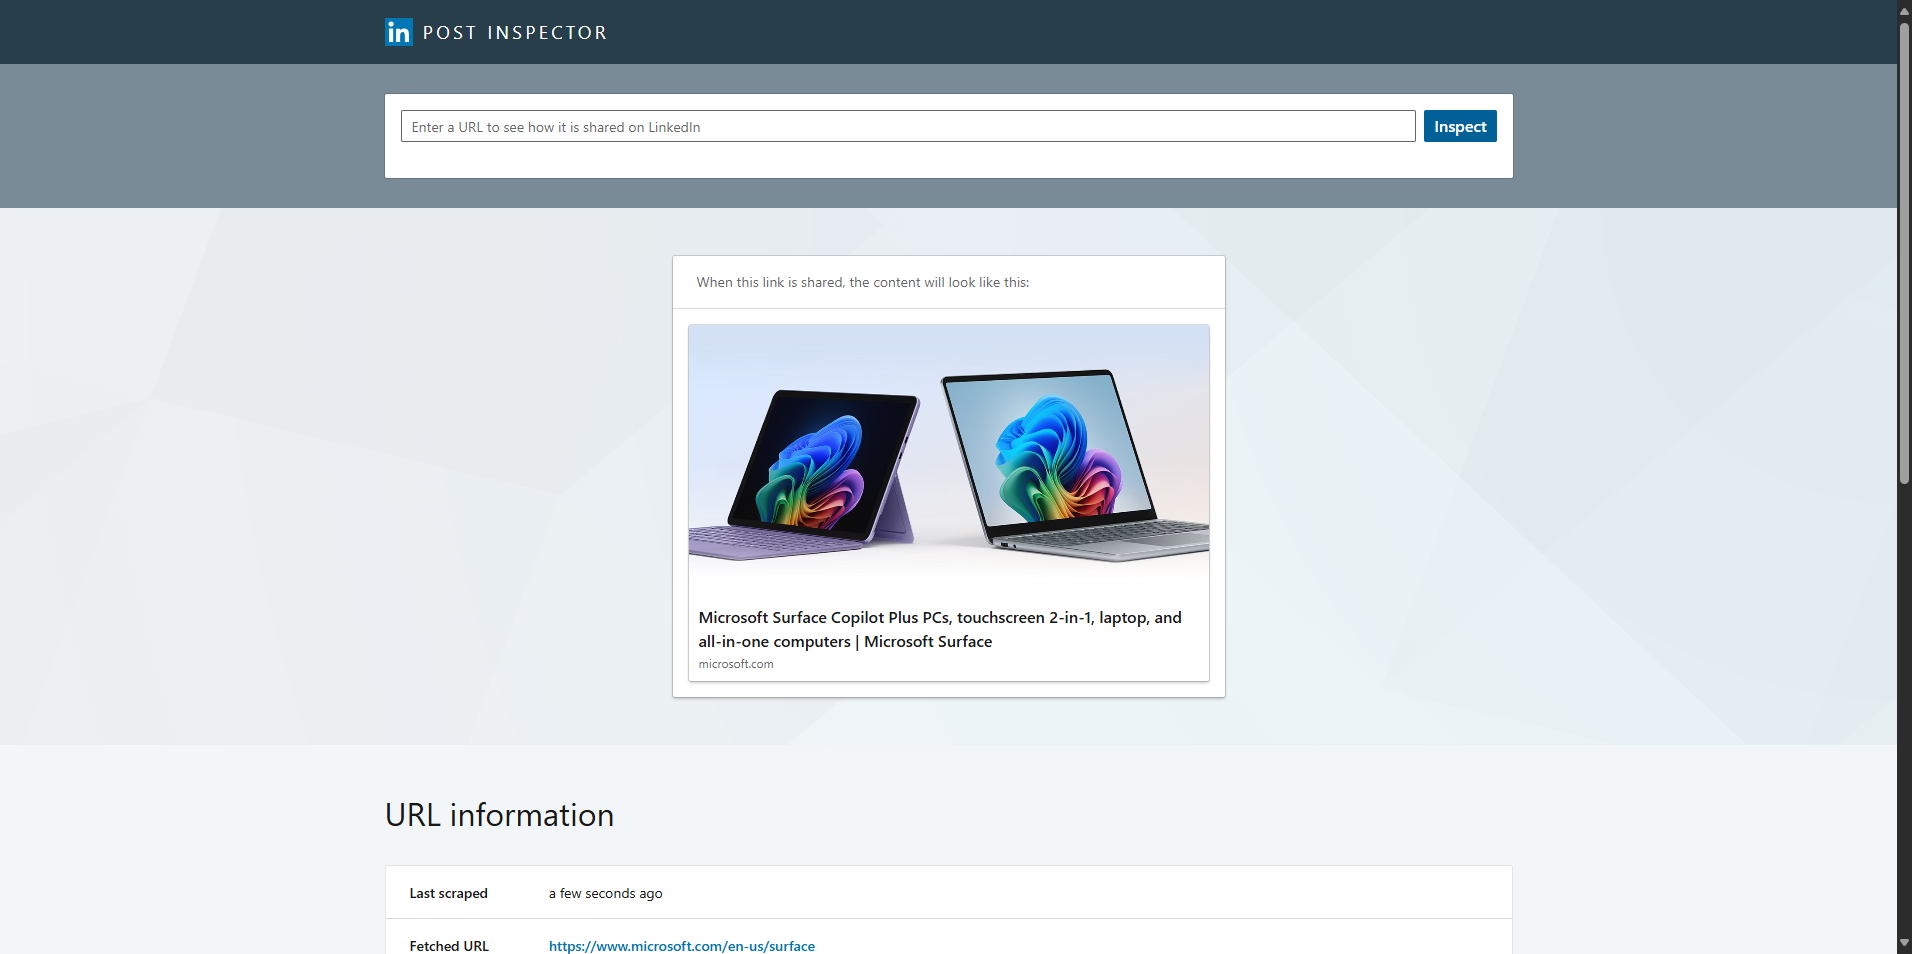 in POST INSPECTOR
Enter a URL to see how it is shared on LinkedIn
Inspect
When this link is shared, the content will look like this:
Microsoft Surface Copilot Plus PCs, touchscreen 2-in-1, laptop, and
all-in-one computers | Microsoft Surface
microsoft.com
URL information
Last scraped a few seconds ago
Fetched URL https://www.microsoft.com/en-us/surface